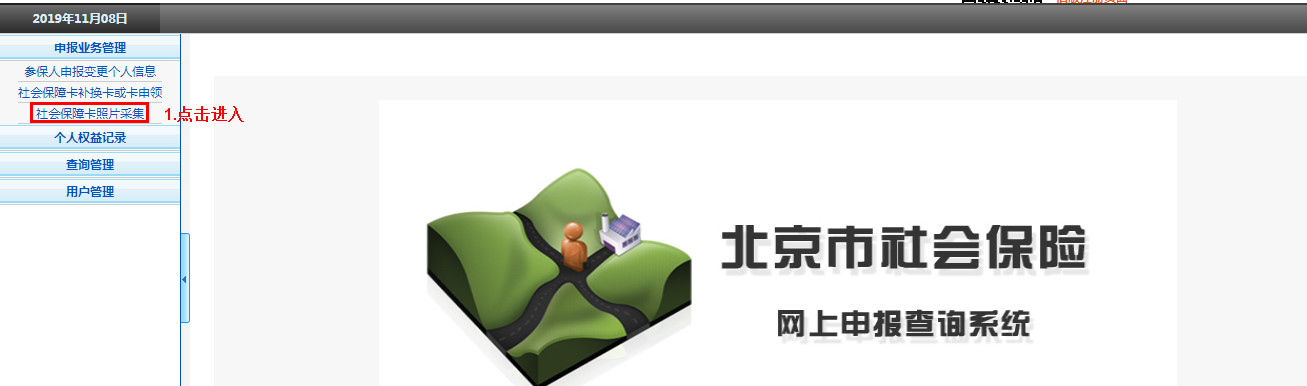 2019年11月08日
申报业务管理
参保人申报变更个人信息
社会保障卡补换卡或卡申领
社会保障卡照片采集
1.点击进入
个人权益记录
查询管理
用户管理
北京市社会保险
网上申报查询系统